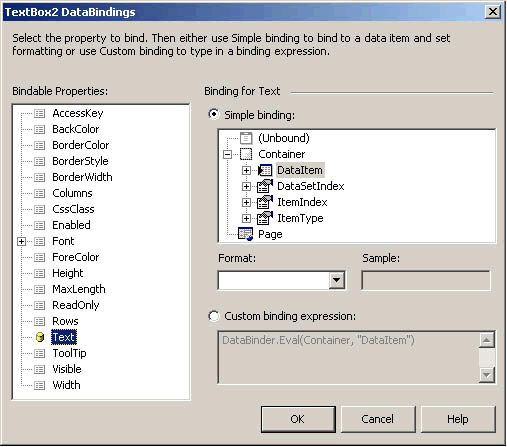 TextBox2 DataBindings
Select the property to bind. Then either use Simple binding to bind to a data item and set
formatting or use Custom binding to type in a binding expression.
Bindable Properties:
AccessKey
BackColor
BorderColor
BorderStyle
BorderWidth
Columns
CssClass
Enabled
Font
ForeColor
Height
MaxLength
ReadOnly
Rows
Text
ToolTip
Visible
Width
Binding for Text
Simple binding:
(Unbound)
Container
DataItem
DataSetIndex
ItemIndex
ItemType
Page
Format:
Sample:
Custom binding expression:
DataBinder.Eval(Container, "DataItem")
OK
Cancel
Help